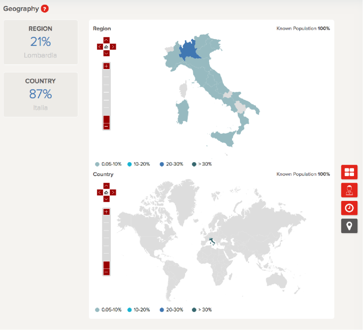 Geography ?
REGION
21%
Lombardia
COUNTRY
87%
Italia
Region
Known Population 100%
0.05-10% 10-20% 20-30% > 30%
Country
Known Population 100%
0.05-10% 10-20% 20-30% > 30%